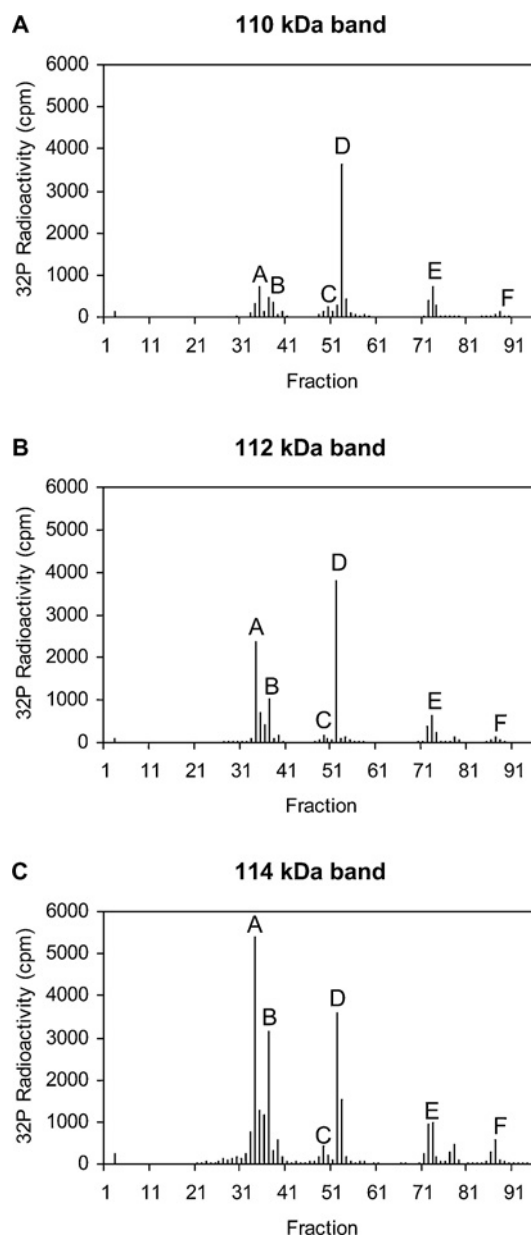 A
110 kDa band
32P Radioactivity (cpm)
6000
5000
4000
3000
2000
1000
0
A
B
C
D
E
F
1 11 21 31 41 51 61 71 81 91
Fraction
B
112 kDa band
32P Radioactivity (cpm)
6000
5000
4000
3000
2000
1000
0
A
B
C
D
E
F
1 11 21 31 41 51 61 71 81 91
Fraction
C
114 kDa band
32P Radioactivity (cpm)
6000
5000
4000
3000
2000
1000
0
A
B
C
D
E
F
1 11 21 31 41 51 61 71 81 91
Fraction